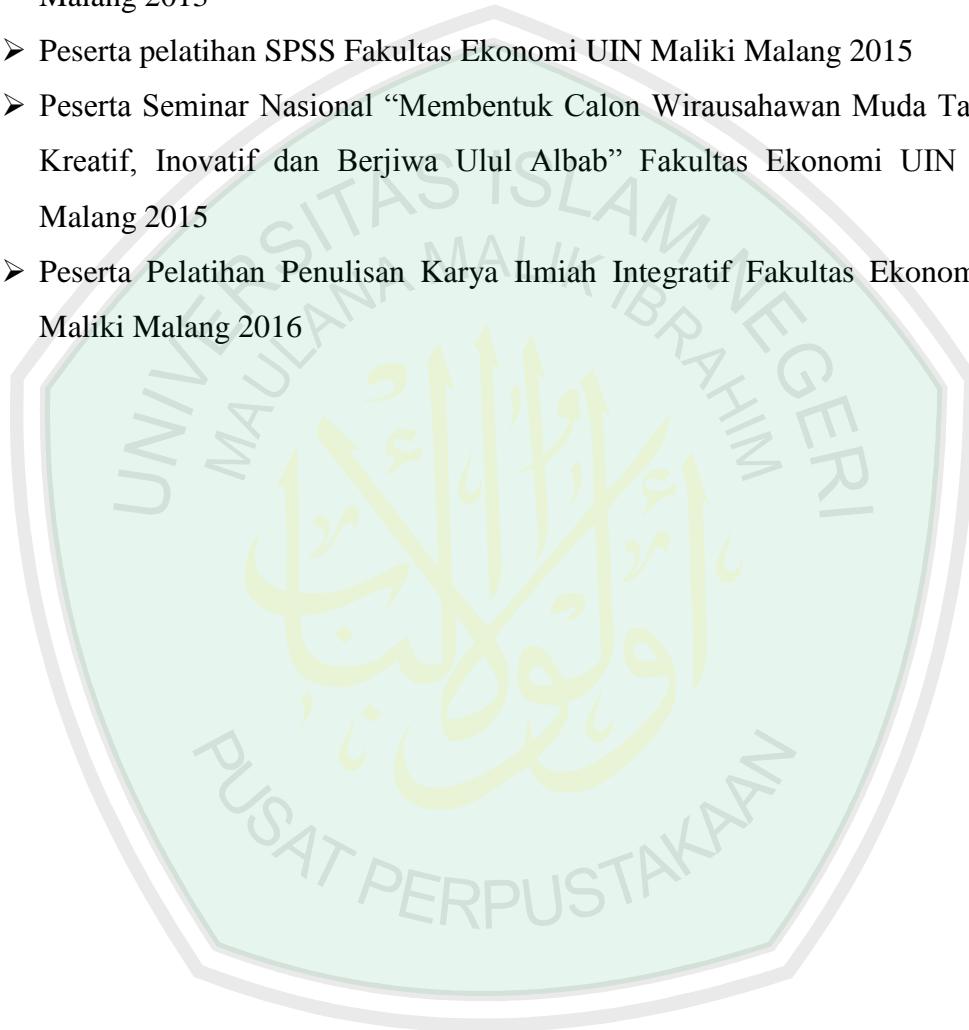 Malang 2015
➢ Peserta pelatihan SPSS Fakultas Ekonomi UIN Maliki Malang 2015
➢ Peserta Seminar Nasional “Membentuk Calon Wirausahawan Muda
Kreatif, Inovatif dan Berjiwa Ulul Albab” Fakultas Ekonomi UIN
Malang 2015
➢ Peserta Pelatihan Penulisan Karya Ilmiah Integratif Fakultas
Maliki Malang 2016
UNIVERSITAS ISLAM NEGERI
MAULANA MALIK IBRAHIM
PUSAT PERPUSTAKAAN